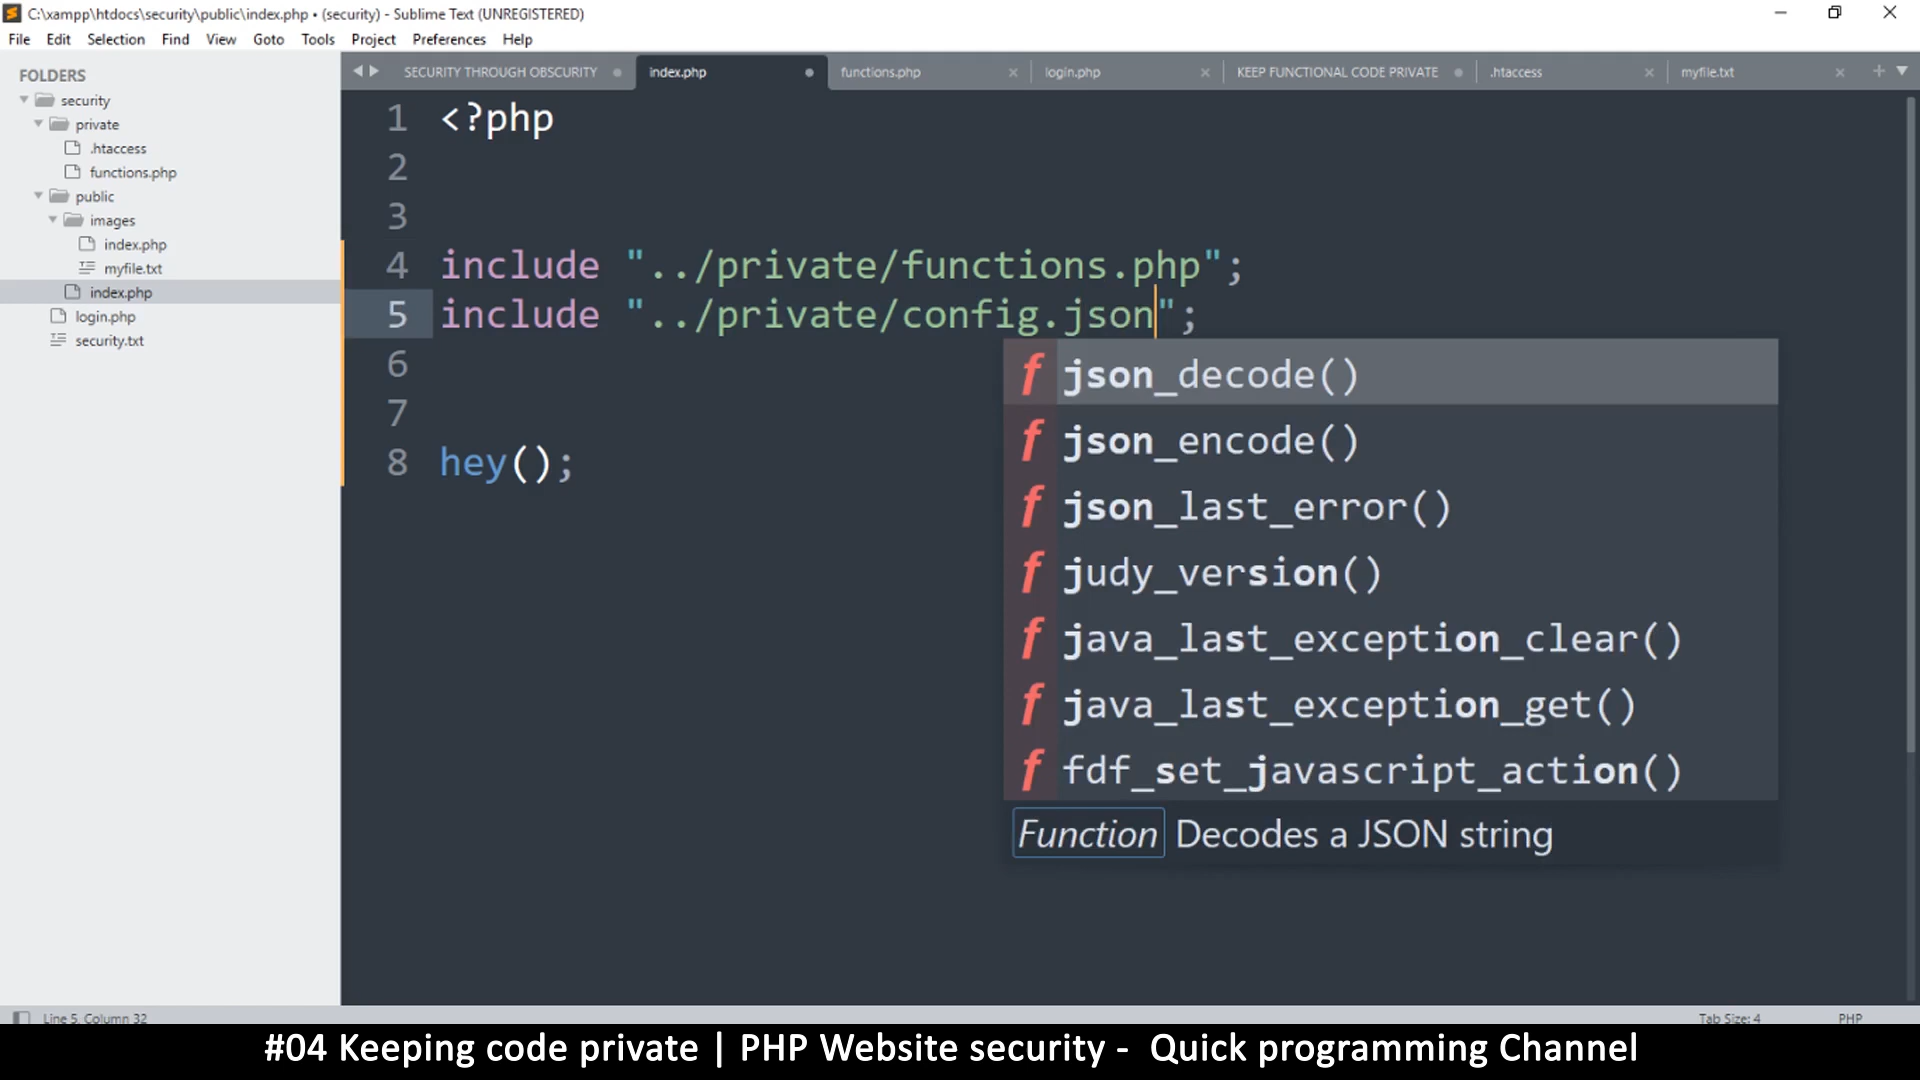 C:\xampp\htdocs\security\public\index.php • (security) - Sublime Text (UNREGISTERED)
File Edit Selection Find View Goto Tools Project Preferences Help
FOLDERS
security
private
.htaccess
functions.php
public
images
index.php
myfile.txt
index.php
login.php
security.txt
SECURITY THROUGH OBSCURITY index.php functions.php login.php KEEP FUNCTIONAL CODE PRIVATE .htaccess myfile.txt
1 <?php
2
3
4 include "../private/functions.php";
5 include "../private/config.json";
6
7
8 hey();
f json_decode()
f json_encode()
f json_last_error()
f judy_version()
f java_last_exception_clear()
f java_last_exception_get()
f fdf_set_javascript_action()
Function Decodes a JSON string
Line 5, Column 32 Tab Size: 4 PHP
#04 Keeping code private | PHP Website security - Quick programming Channel